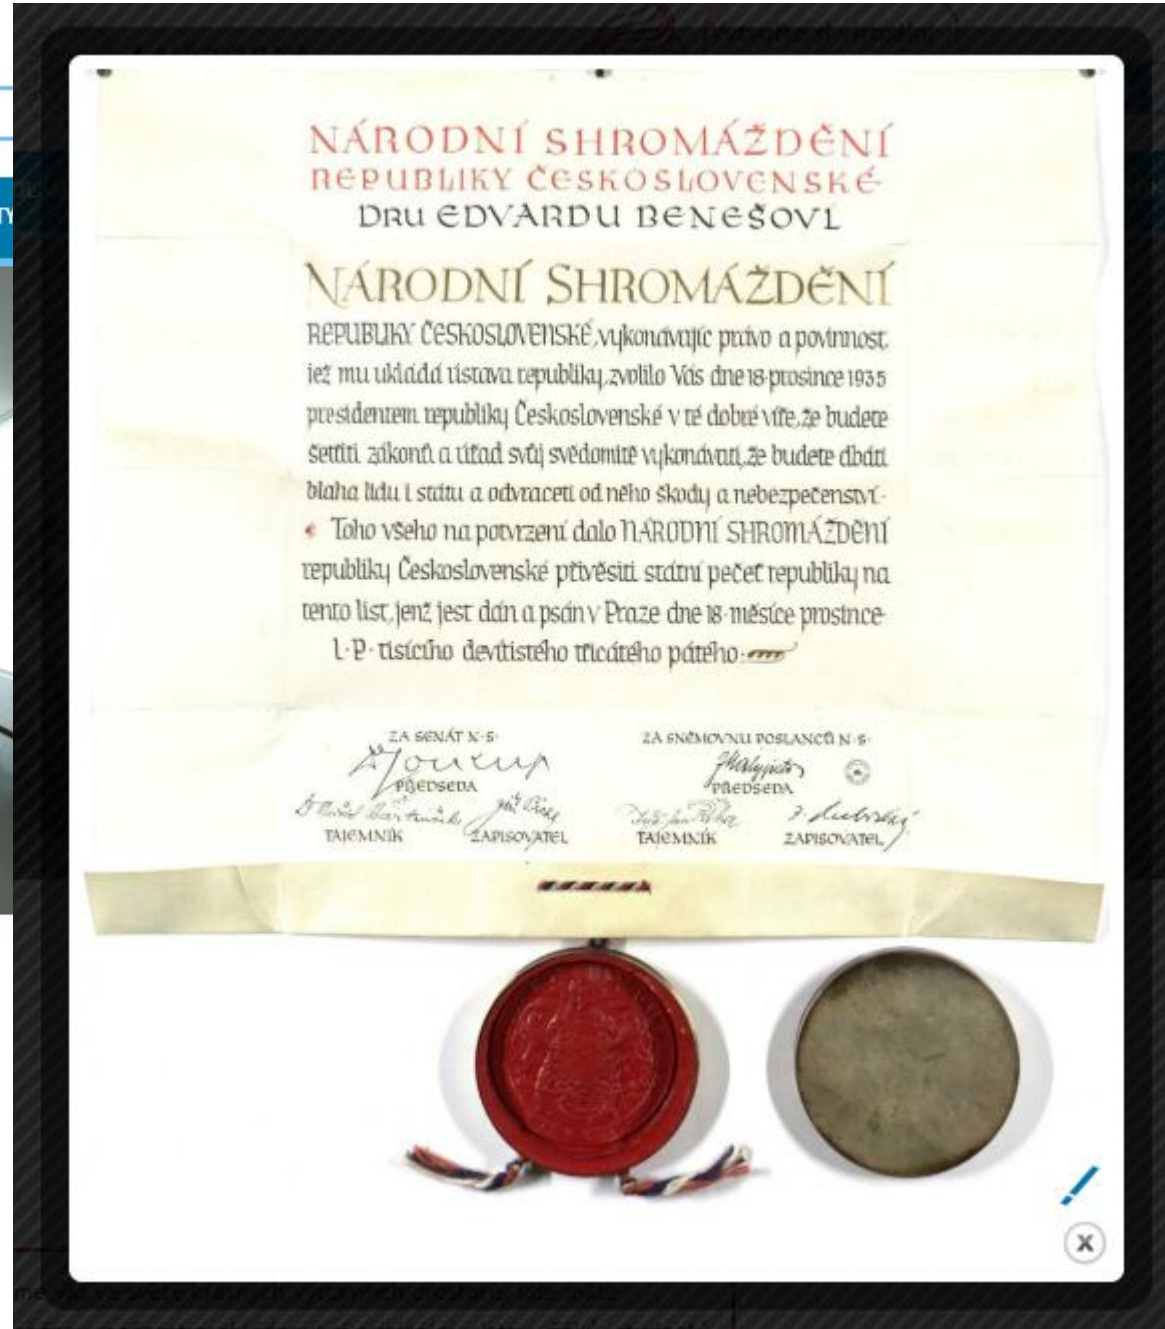 NÁRODNÍ SHROMÁŽDĚNÍ
REPUBLIKY ČESKOSLOVENSKÉ
DRU EDVARDU BENEŠOVI.
NÁRODNÍ SHROMÁŽDĚNÍ
REPUBLIKY ČESKOSLOVENSKÉ, vykonávajíc právo a povinnost,
jež mu ukládá ústava republiky, zvolilo Vás dne 18. prosince 1935
presidentem republiky Československé v té dobré víře, že budete
šetřiti zákonů a úřad svůj svědomitě vykonávati, že budete dbáti
blaha lidu i státu a odvraceti od něho škody a nebezpečenství.
Toho všeho na potvrzení dalo NÁRODNÍ SHROMÁŽDĚNÍ
republiky Československé přivěsiti státní pečeť republiky na
tento list, jenž jest dán a psán v Praze dne 18. měsíce prosince
l. P. tisícího devítistého třicátého pátého.
ZA SENÁT N. S.
PŘEDSEDA
TAJEMNÍK
ZAPISOVATEL
ZA SNĚMOVNU POSLANCŮ N. S.
PŘEDSEDA
TAJEMNÍK
ZAPISOVATEL